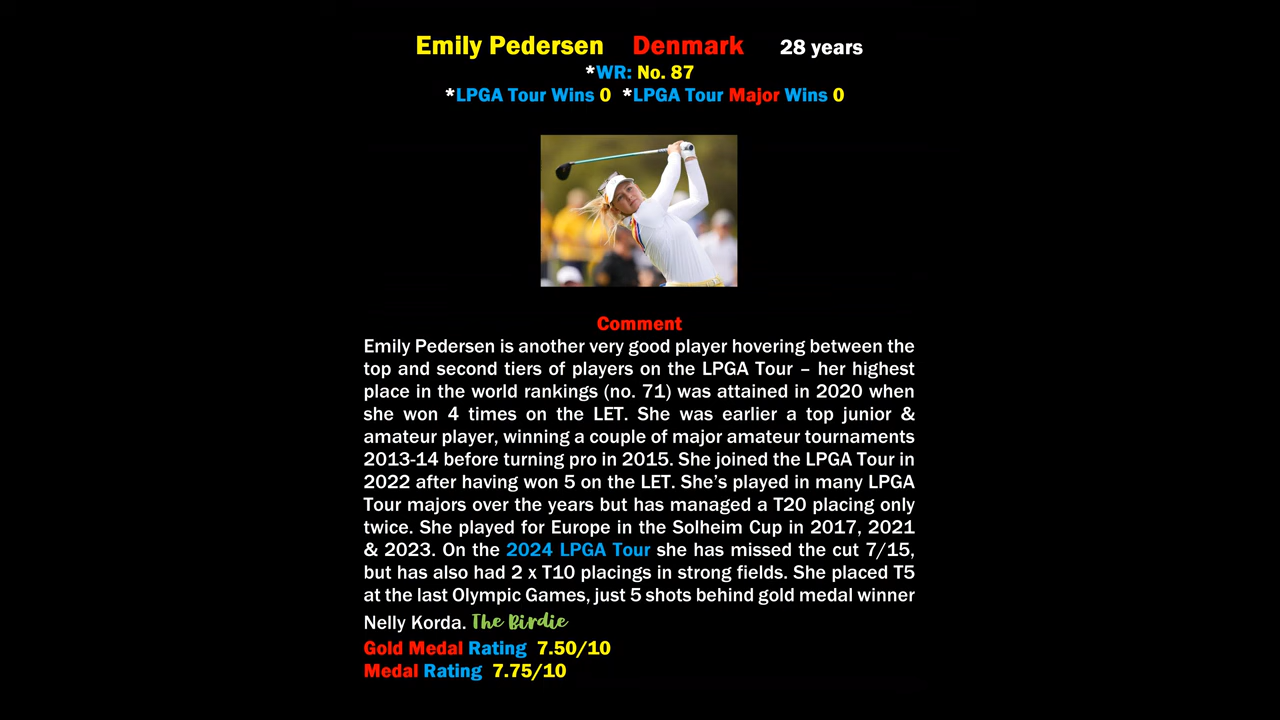 Emily Pedersen Denmark 28 years
*WR: No. 87
*LPGA Tour Wins 0 *LPGA Tour Major Wins 0
Comment
Emily Pedersen is another very good player hovering between the
top and second tiers of players on the LPGA Tour – her highest
place in the world rankings (no. 71) was attained in 2020 when
she won 4 times on the LET. She was earlier a top junior &
amateur player, winning a couple of major amateur tournaments
2013-14 before turning pro in 2015. She joined the LPGA Tour in
2022 after having won 5 on the LET. She’s played in many LPGA
Tour majors over the years but has managed a T20 placing only
twice. She played for Europe in the Solheim Cup in 2017, 2021
& 2023. On the 2024 LPGA Tour she has missed the cut 7/15,
but has also had 2 x T10 placings in strong fields. She placed T5
at the last Olympic Games, just 5 shots behind gold medal winner
Nelly Korda. The Birdie
Gold Medal Rating 7.50/10
Medal Rating 7.75/10